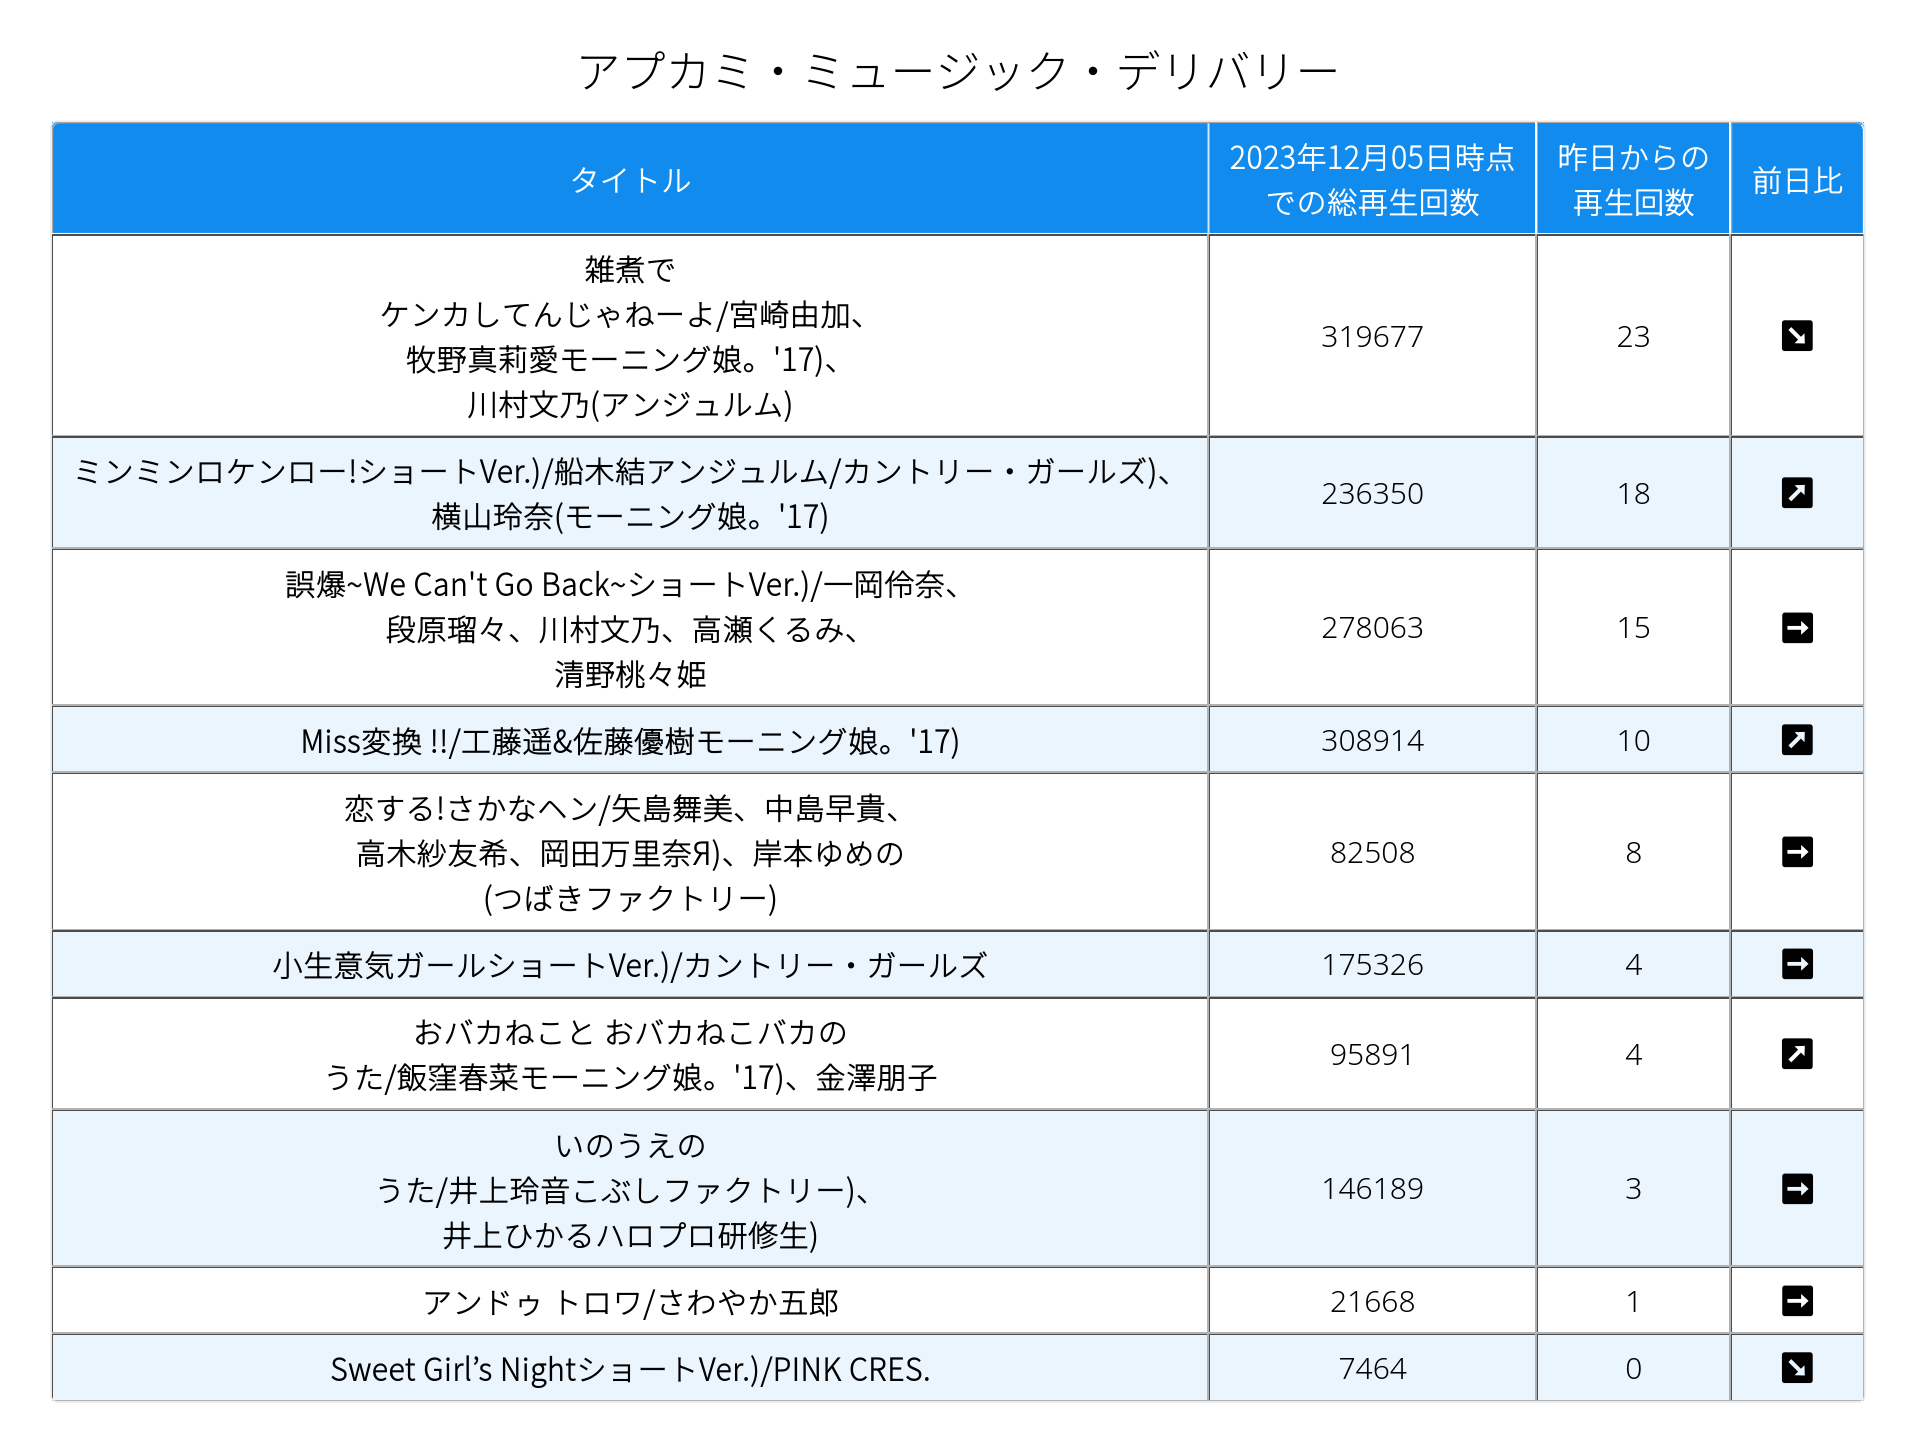 アプカミ・ミュージック・デリバリー
タイトル
2023年12月05日時点
での総再生回数
昨日からの
再生回数
前日比
雑煮で
ケンカしてんじゃねーよ/宮崎由加、
牧野真莉愛モーニング娘。'17)、
川村文乃(アンジュルム)
319677
23
ミンミンロケンロー!ショートVer.)/船木結アンジュルム/カントリー・ガールズ)、
横山玲奈(モーニング娘。'17)
236350
18
誤爆~We Can't Go Back~ショートVer.)/一岡伶奈、
段原瑠々、川村文乃、高瀬くるみ、
清野桃々姫
278063
15
Miss変換 !!/工藤遥&佐藤優樹モーニング娘。'17)
308914
10
恋する!さかなヘン/矢島舞美、中島早貴、
高木紗友希、岡田万里奈Я)、岸本ゆめの
(つばきファクトリー)
82508
8
小生意気ガールショートVer.)/カントリー・ガールズ
175326
4
おバカねこと おバカねこバカの
うた/飯窪春菜モーニング娘。'17)、金澤朋子
95891
4
いのうえの
うた/井上玲音こぶしファクトリー)、
井上ひかるハロプロ研修生)
146189
3
アンドゥ トロワ/さわやか五郎
21668
1
Sweet Girl’s NightショートVer.)/PINK CRES.
7464
0